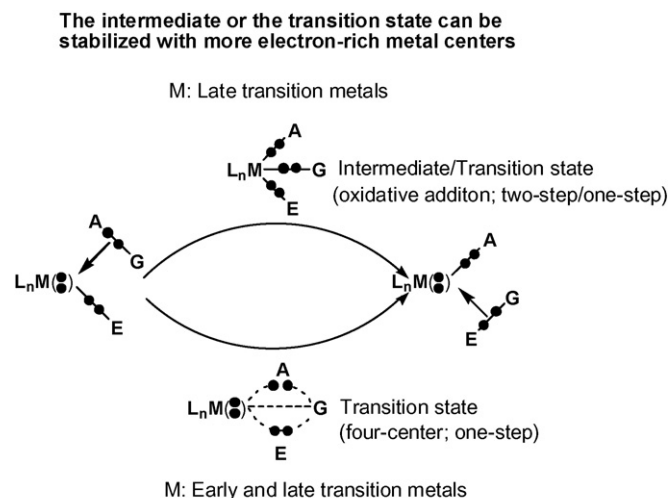 The intermediate or the transition state can be
stabilized with more electron-rich metal centers
M: Late transition metals
A
LnM G
E
Intermediate/Transition state
(oxidative additon; two-step/one-step)
A
G
LnM( )
E
A
LnM( )
G
E
A
LnM( ) G
E
Transition state
(four-center; one-step)
M: Early and late transition metals